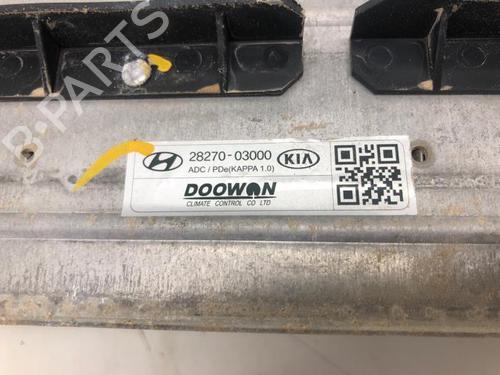 28270-03000
KIA
ADC / PDe(KAPPA 1.0)
DOOWON
CLIMATE CONTROL CO LTD
B-PARTS